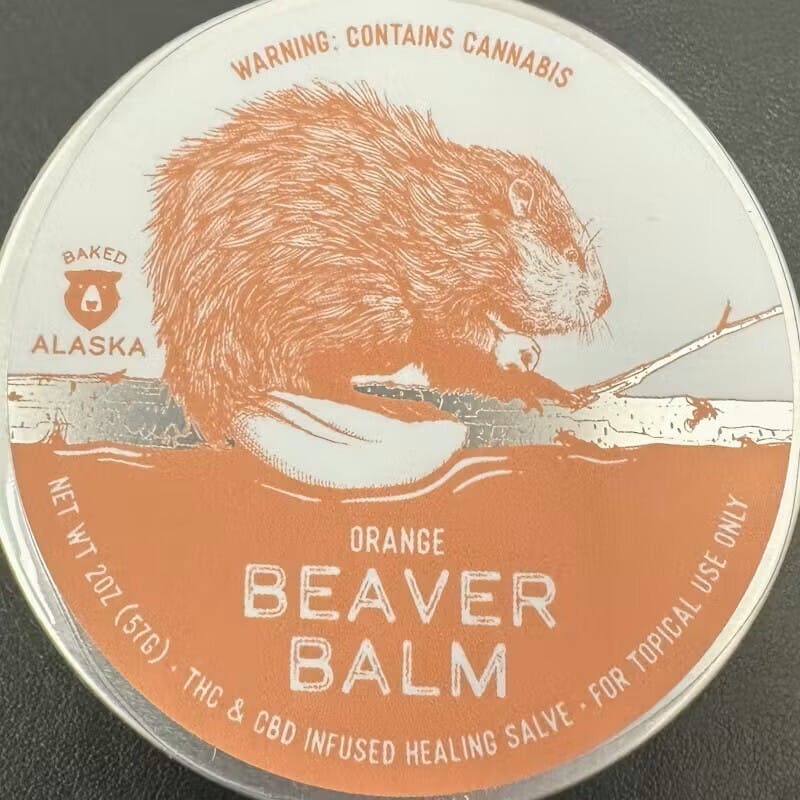 WARNING: CONTAINS CANNABIS
BAKED
ALASKA
ORANGE
BEAVER
BALM
NET WT 2OZ (57G) · THC & CBD INFUSED HEALING SALVE · FOR TOPICAL USE ONLY